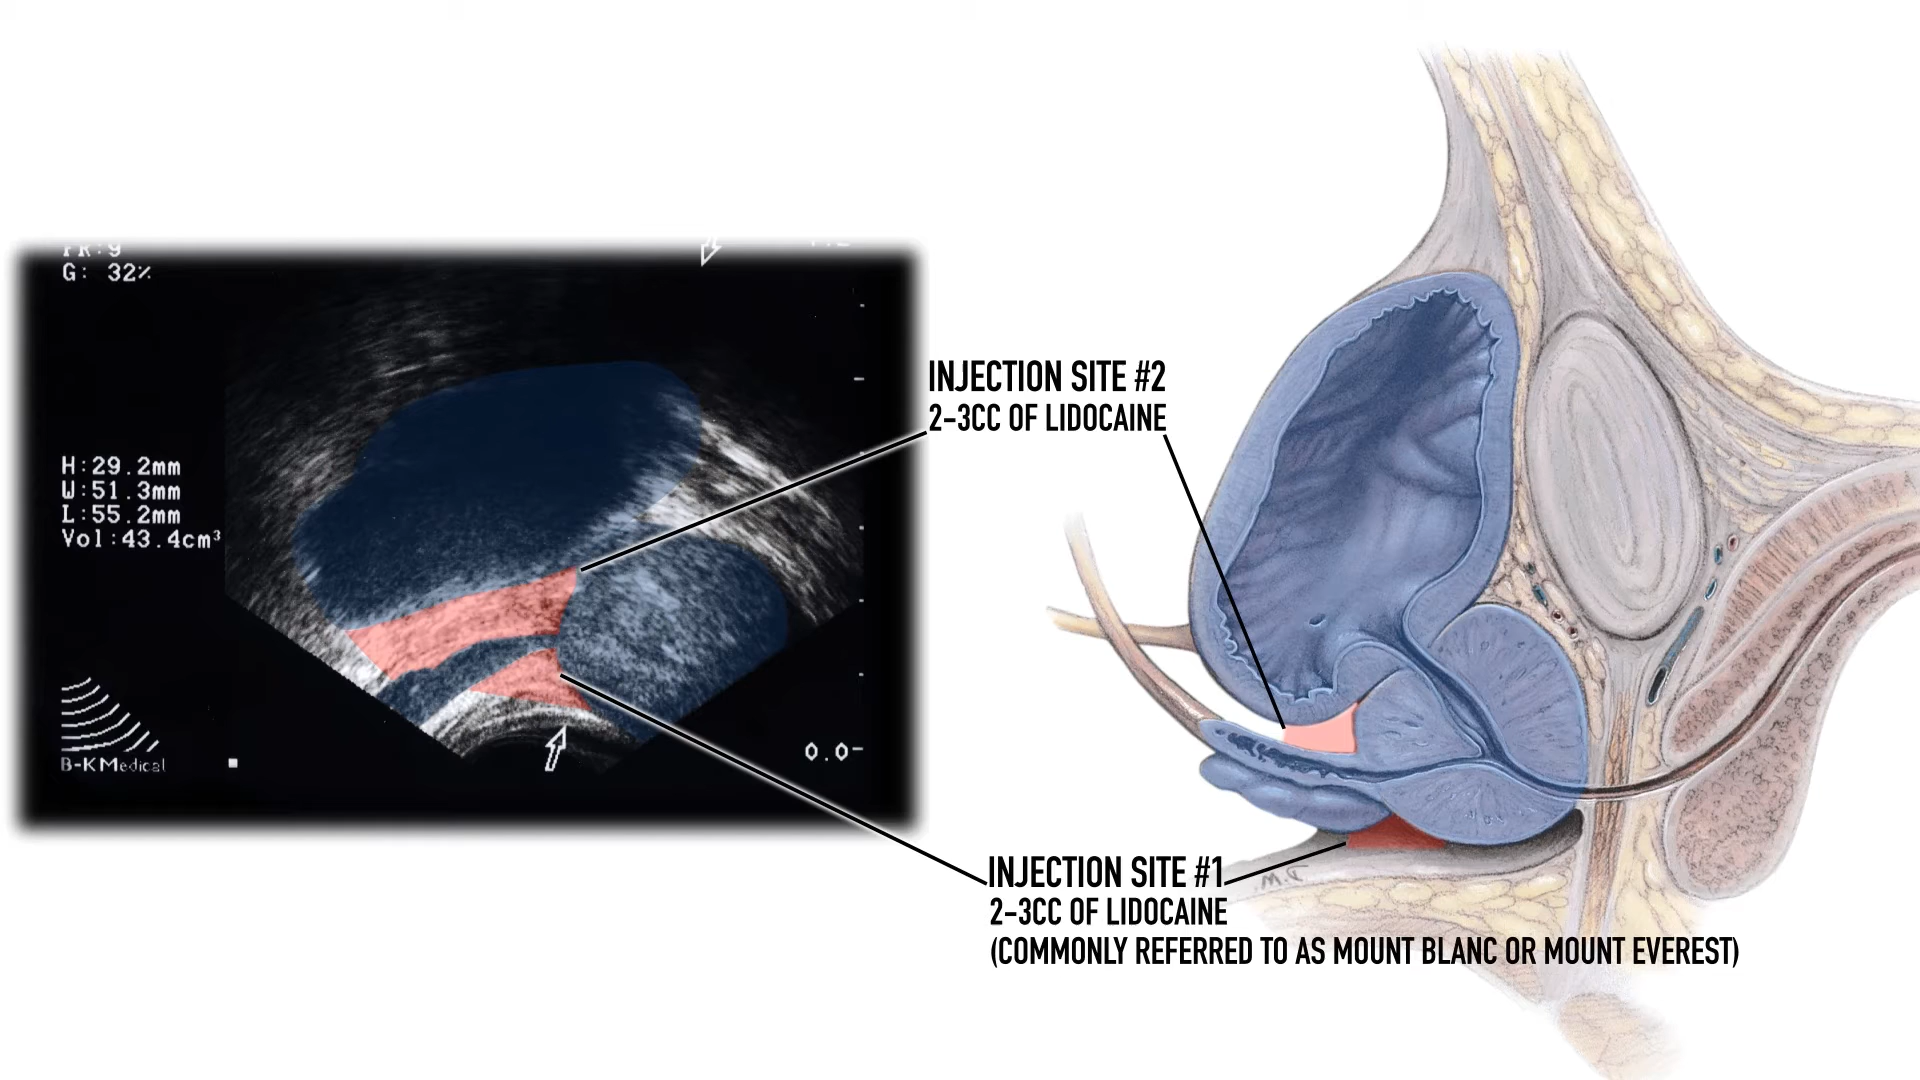 G: 32%
H:29.2mm
W:51.3mm
L:55.2mm
Vol:43.4cm³
B-K Medical
0.0
INJECTION SITE #2
2-3CC OF LIDOCAINE
INJECTION SITE #1
2-3CC OF LIDOCAINE
(COMMONLY REFERRED TO AS MOUNT BLANC OR MOUNT EVEREST)